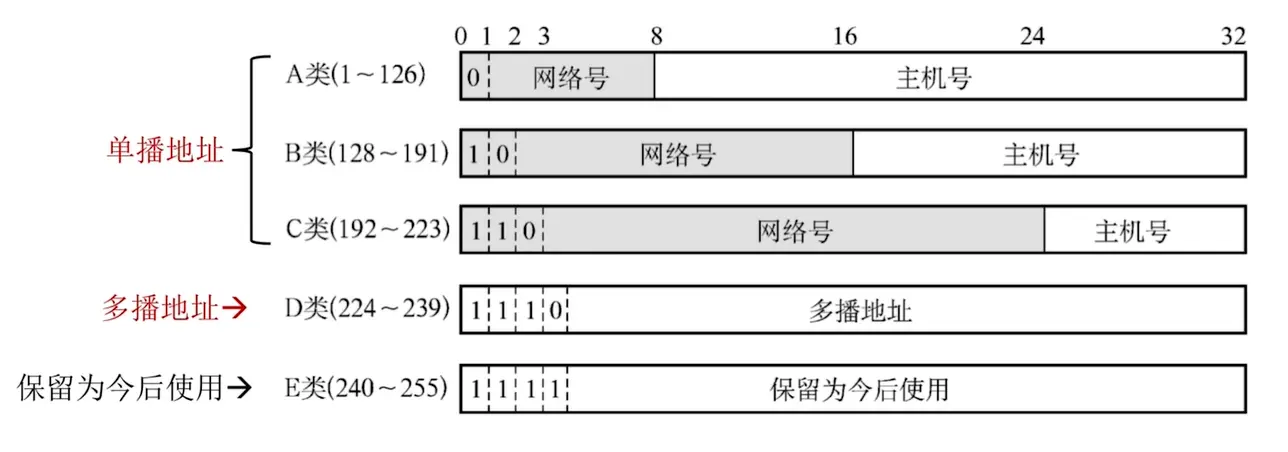 0 1 2 3 8 16 24 32
A类(1～126) 0 网络号 主机号
单播地址
B类(128～191) 1 0 网络号 主机号
C类(192～223) 1 1 0 网络号 主机号
多播地址→ D类(224～239) 1 1 1 0 多播地址
保留为今后使用→ E类(240～255) 1 1 1 1 保留为今后使用